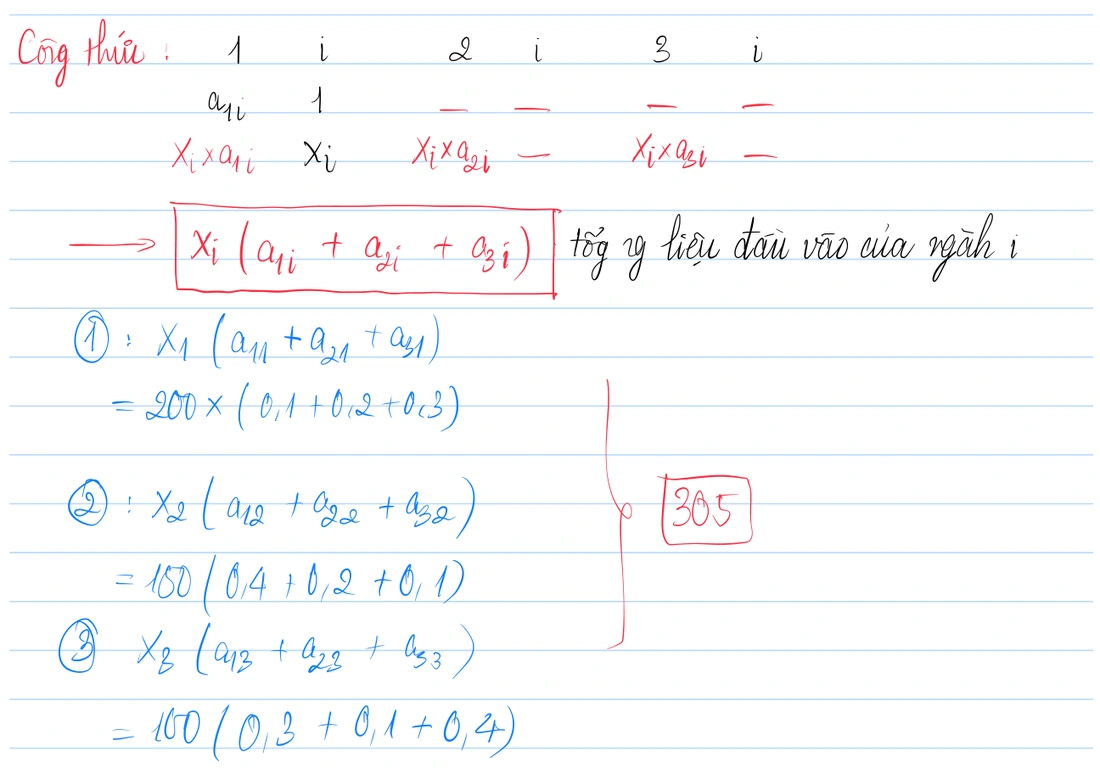 Công thức : 1 i 2 i 3 i
a₁ᵢ 1 — — — —
Xᵢ×a₁ᵢ Xᵢ Xᵢ×a₂ᵢ — Xᵢ×a₃ᵢ —
→ Xᵢ (a₁ᵢ + a₂ᵢ + a₃ᵢ) tổg ng liệu đầu vào của ngàh i
① : X₁ (a₁₁ + a₂₁ + a₃₁)
= 200 × (0,1 + 0,2 + 0,3)
② : X₂ (a₁₂ + a₂₂ + a₃₂)
305
= 150 (0,4 + 0,2 + 0,1)
③ X₃ (a₁₃ + a₂₃ + a₃₃)
= 100 (0,3 + 0,1 + 0,4)